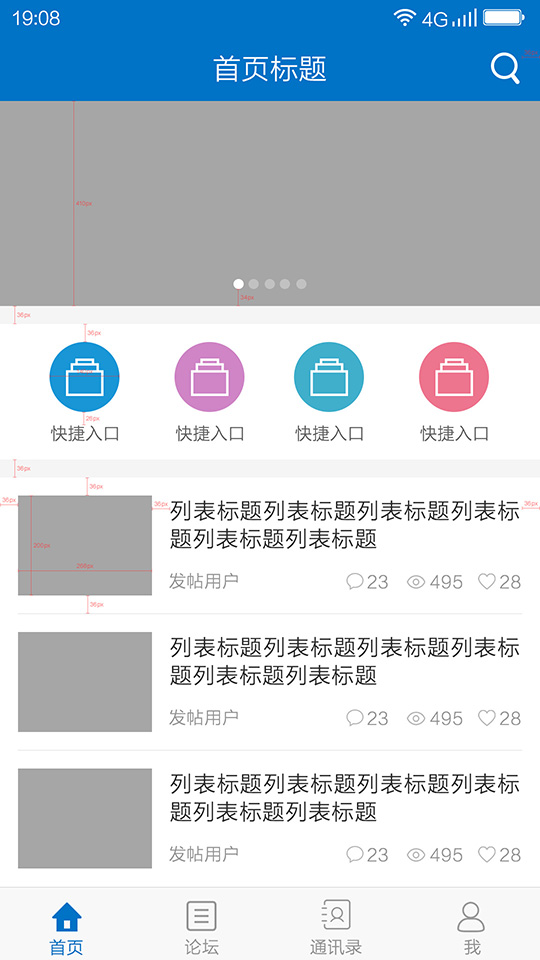 19:08 4G
首页标题
410px
34px
36px
36px
快捷入口 快捷入口 快捷入口 快捷入口
36px
36px
36px 36px 36px
列表标题列表标题列表标题列表标
题列表标题列表标题
200px
发帖用户 23 495 28
36px
列表标题列表标题列表标题列表标
题列表标题列表标题
发帖用户 23 495 28
列表标题列表标题列表标题列表标
题列表标题列表标题
发帖用户 23 495 28
首页 论坛 通讯录 我